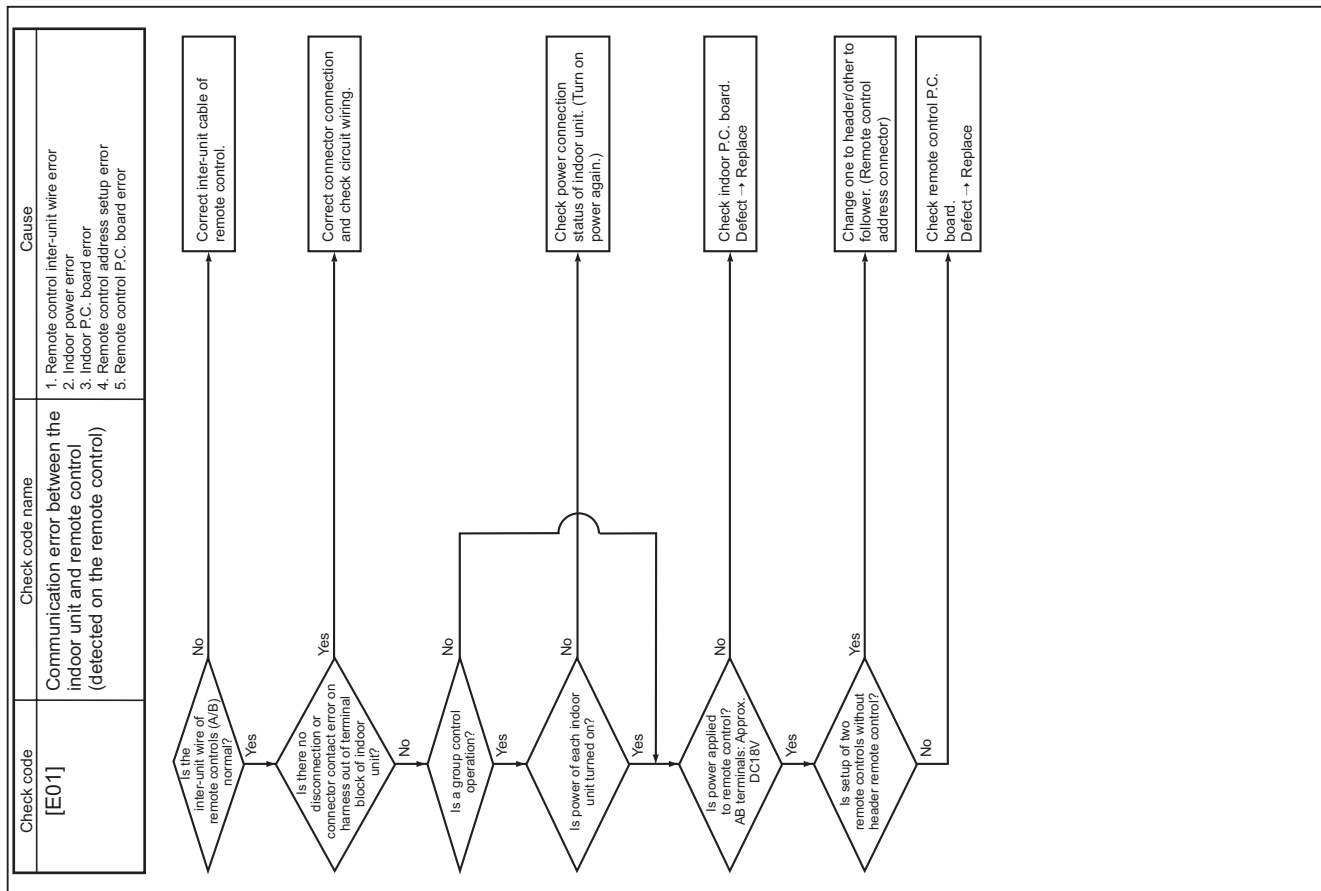 Check code
Check code name
Cause
[E01]
Communication error between the
indoor unit and remote control
(detected on the remote control)
1. Remote control inter-unit wire error
2. Indoor power error
3. Indoor P.C. board error
4. Remote control address setup error
5. Remote control P.C. board error
Is the
inter-unit wire of
remote controls (A/B)
normal?
No
Correct inter-unit cable of
remote control.
Yes
Is there no
disconnection or
connector contact error on
harness out of terminal
block of indoor
unit?
Yes
Correct connector connection
and check circuit wiring.
No
Is a group control
operation?
No
Yes
Is power of each indoor
unit turned on?
No
Check power connection
status of indoor unit. (Turn on
power again.)
Yes
Is power applied
to remote control?
AB terminals: Approx.
DC18V
No
Check indoor P.C. board.
Defect → Replace
Yes
Is setup of two
remote controls without
header remote control?
Yes
Change one to header/other to
follower. (Remote control
address connector)
No
Check remote control P.C.
board.
Defect → Replace